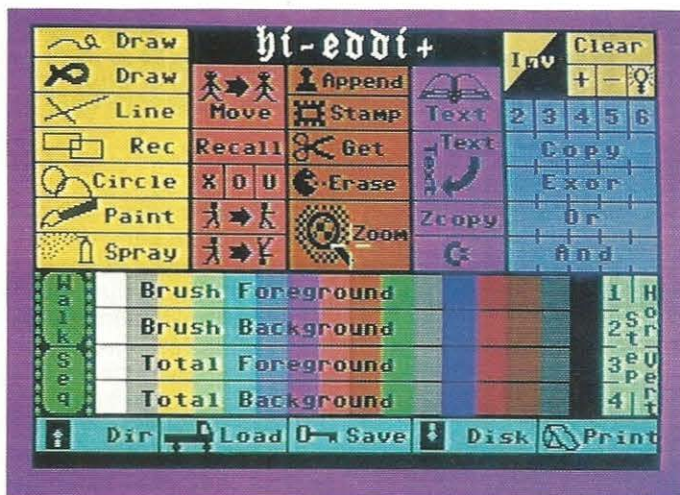 hi-eddi+
Draw
Draw
Line
Rec
Circle
Paint
Spray
Move
Recall
X O U
Append
Stamp
Get
Erase
Zoom
Text
Text
Text
Zcopy
Inv
Clear
+ -
2 3 4 5 6
Copy
Exor
Or
And
Walk
Seq
Brush Foreground
Brush Background
Total Foreground
Total Background
1
2
3
4
Step
Hor
Vert
Dir
Load
Save
Disk
Print